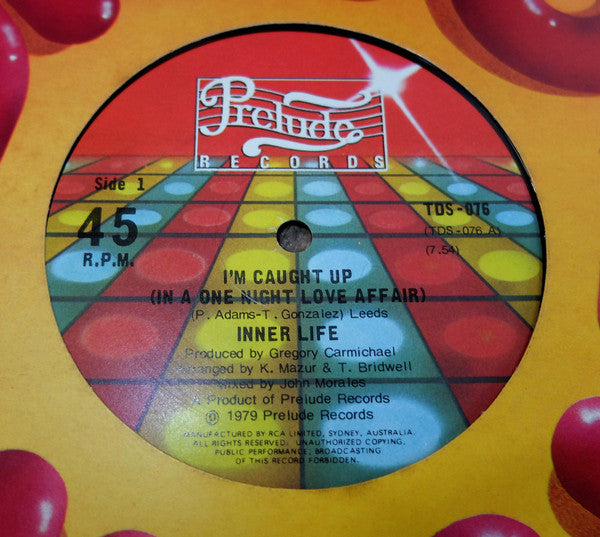 Prelude
RECORDS
Side 1
45
R.P.M.
TDS-076
(TDS-076 A)
(7.54)
I'M CAUGHT UP
(IN A ONE NIGHT LOVE AFFAIR)
(P. Adams-T. Gonzalez) Leeds
INNER LIFE
Produced by Gregory Carmichael
Arranged by K. Mazur & T. Bridwell
Mixed by John Morales
A Product of Prelude Records
℗ 1979 Prelude Records
MANUFACTURED BY RCA LIMITED, SYDNEY, AUSTRALIA.
ALL RIGHTS RESERVED. UNAUTHORIZED COPYING,
PUBLIC PERFORMANCE, BROADCASTING
OF THIS RECORD FORBIDDEN.